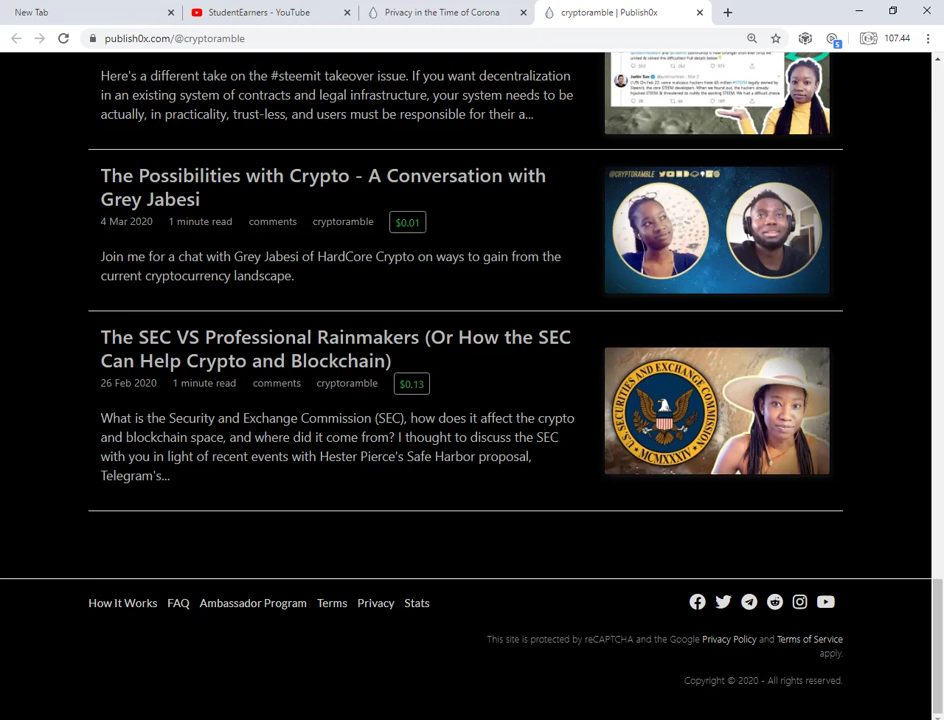 New Tab
StudentEarners - YouTube
Privacy in the Time of Corona
cryptoramble | Publish0x
publish0x.com/@cryptoramble
5
107.44
Here's a different take on the #steemit takeover issue. If you want decentralization
in an existing system of contracts and legal infrastructure, your system needs to be
actually, in practicality, trust-less, and users must be responsible for their a...
The Possibilities with Crypto - A Conversation with
Grey Jabesi
4 Mar 2020 1 minute read comments cryptoramble $0.01
Join me for a chat with Grey Jabesi of HardCore Crypto on ways to gain from the
current cryptocurrency landscape.
@CRYPTORAMBLE
The SEC VS Professional Rainmakers (Or How the SEC
Can Help Crypto and Blockchain)
26 Feb 2020 1 minute read comments cryptoramble $0.13
What is the Security and Exchange Commission (SEC), how does it affect the crypto
and blockchain space, and where did it come from? I thought to discuss the SEC
with you in light of recent events with Hester Pierce's Safe Harbor proposal,
Telegram's...
U.S. SECURITIES AND EXCHANGE COMMISSION
MCMXXXIV
How It Works FAQ Ambassador Program Terms Privacy Stats
This site is protected by reCAPTCHA and the Google Privacy Policy and Terms of Service
apply.
Copyright © 2020 - All rights reserved.